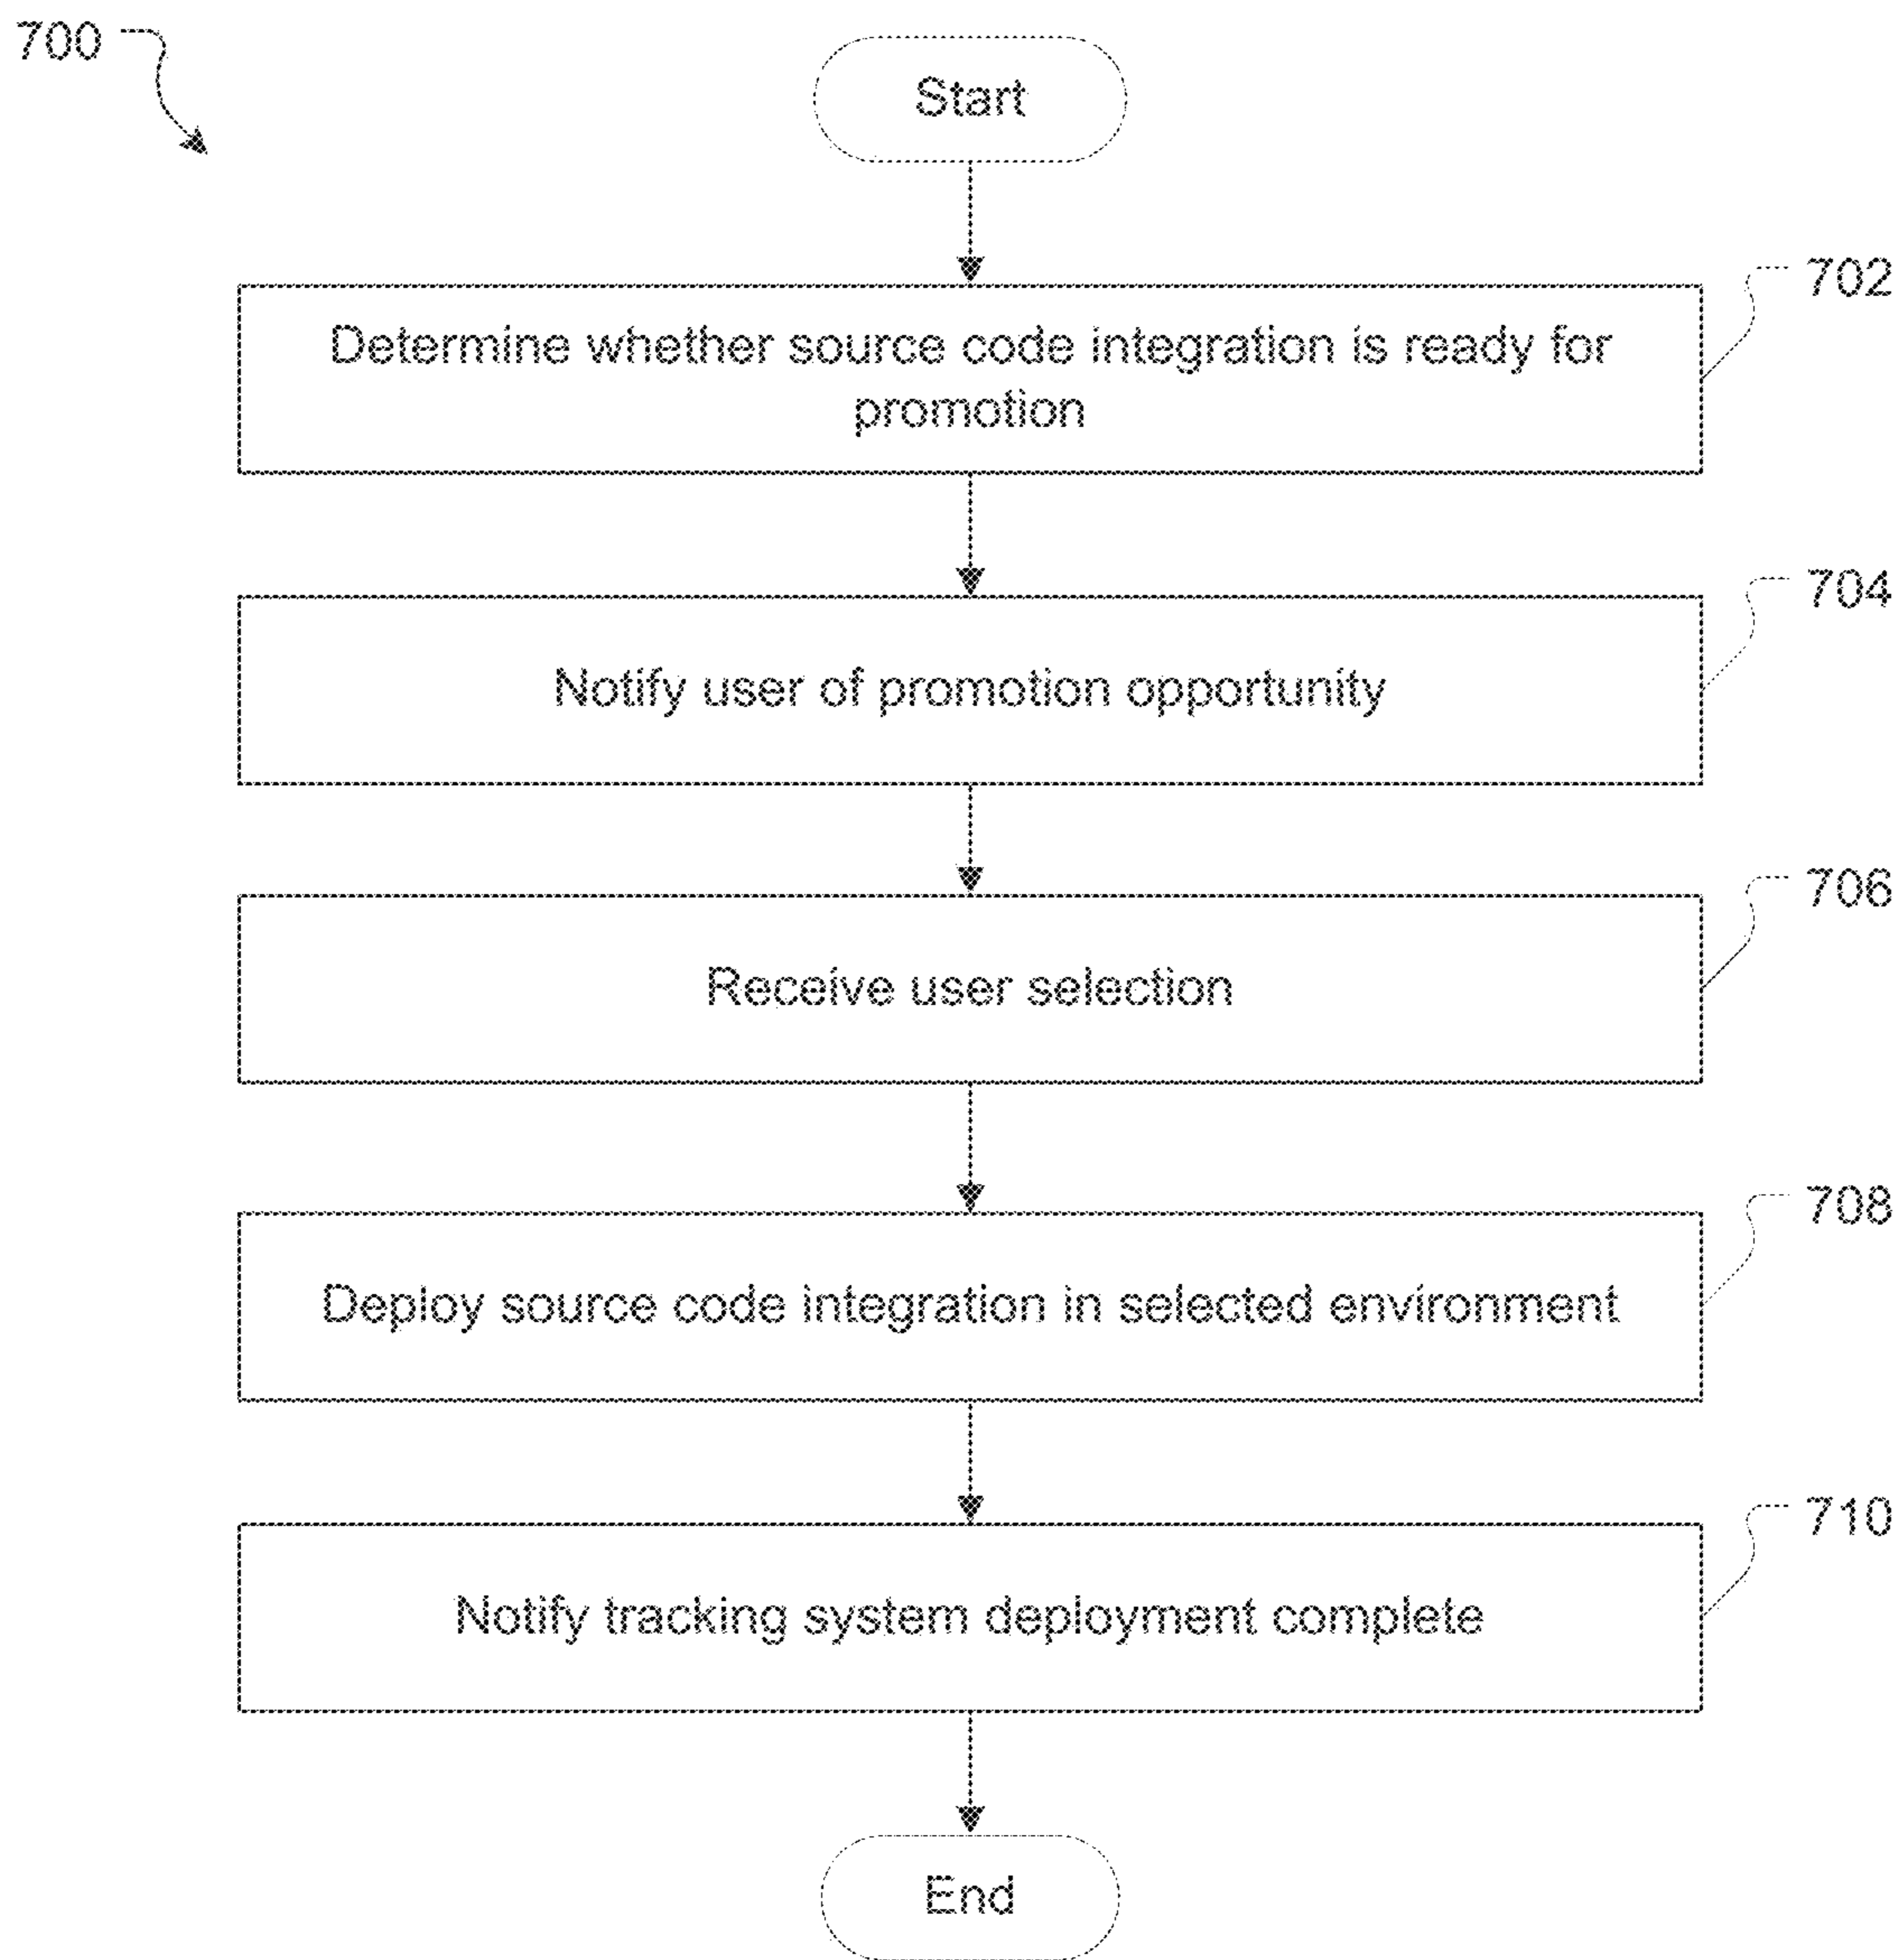 700
Start
702
Determine whether source code integration is ready for
promotion
704
Notify user of promotion opportunity
706
Receive user selection
708
Deploy source code integration in selected environment
710
Notify tracking system deployment complete
End